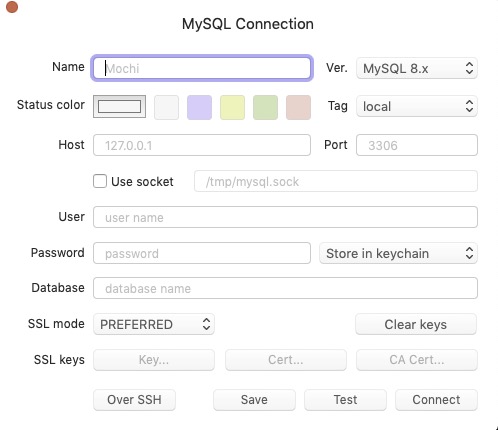 MySQL Connection
Name Mochi Ver. MySQL 8.x
Status color Tag local
Host 127.0.0.1 Port 3306
Use socket /tmp/mysql.sock
User user name
Password password Store in keychain
Database database name
SSL mode PREFERRED Clear keys
SSL keys Key... Cert... CA Cert...
Over SSH Save Test Connect